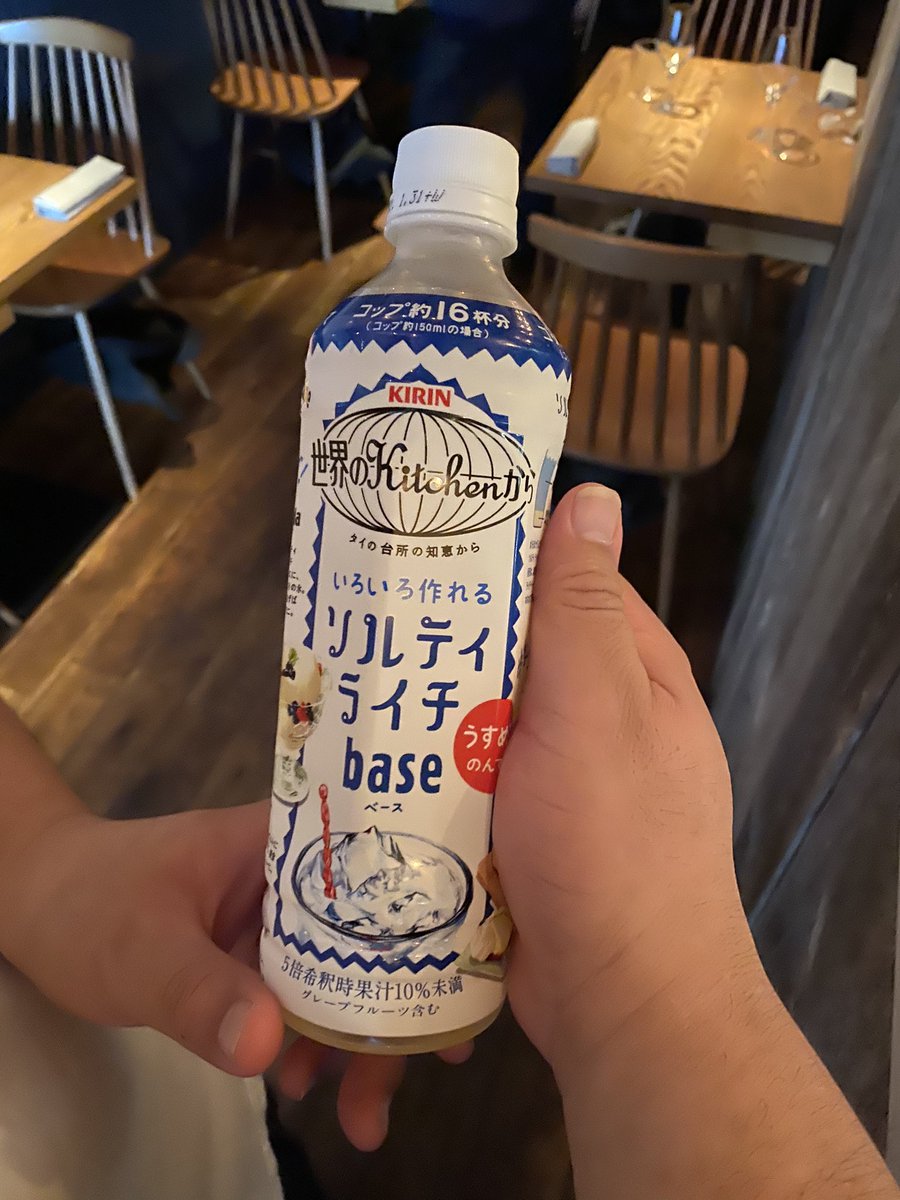 1.31+W
コップ約16杯分
(コップ約150mlの場合)
KIRIN
世界のKitchenから
タイの台所の知恵から
いろいろ作れる
ソルティ
ライチ
base
ベース
うすめ
のん
5倍希釈時果汁10%未満
グレープフルーツ含む